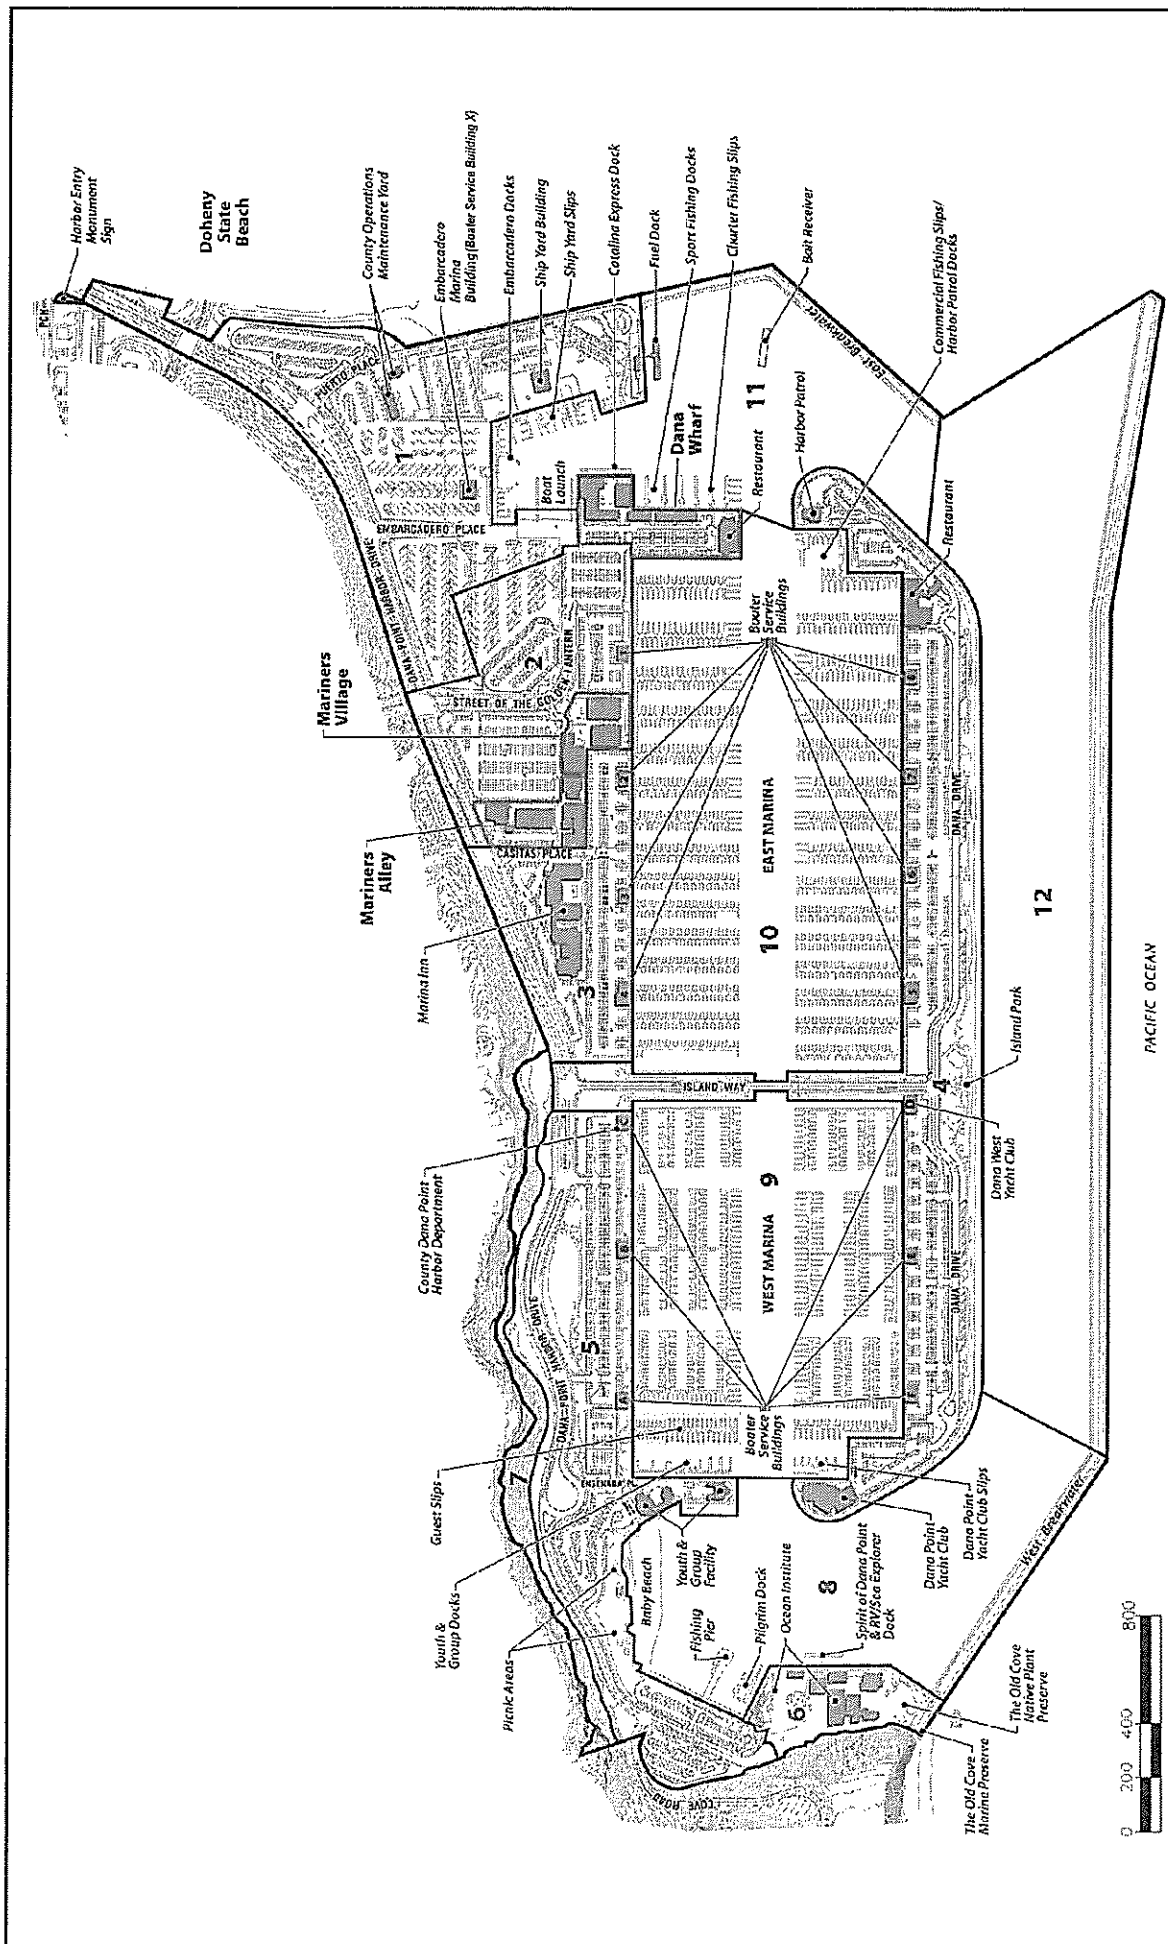 Harbor Entry
Monument
Sign
PCH
Doheny
State
Beach
County Operations
Maintenance Yard
Embarcadero
Marina
Building(Boater Service Building X)
Embarcadero Docks
Ship Yard Building
Ship Yard Slips
Catalina Express Dock
Fuel Dock
Sport Fishing Docks
Charter Fishing Slips
Bait Receiver
Commercial Fishing Slips/
Harbor Patrol Docks
East Breakwater
PUERTO PLACE
1
EMBARCADERO PLACE
Boat
Launch
Dana
Wharf
11
Restaurant
Harbor Patrol
Restaurant
DANA POINT HARBOR DRIVE
2
STREET OF THE GOLDEN LANTERN
Mariners
Village
Boater
Service
Buildings
Mariners
Alley
CASITAS PLACE
2
3
4
EAST MARINA
10
DANA DRIVE
12
Marina Inn
3
5
ISLAND WAY
4
Island Park
PACIFIC OCEAN
County Dana Point
Harbor Department
C
B
A
D
Dana West
Yacht Club
9
WEST MARINA
DANA DRIVE
DANA POINT HARBOR DRIVE
5
7
Boater
Service
Buildings
Guest Slips
ENSENADA
Youth &
Group Docks
Picnic Areas
Baby Beach
Youth &
Group
Facility
Dana Point
Yacht Club
Dana Point
Yacht Club Slips
West Breakwater
Fishing
Pier
Pilgrim Dock
Ocean Institute
8
Spirit of Dana Point
& RV/Sea Explorer
Dock
6
COVE ROAD
The Old Cove
Native Plant
Preserve
The Old Cove
Marina Preserve
0 200 400 800